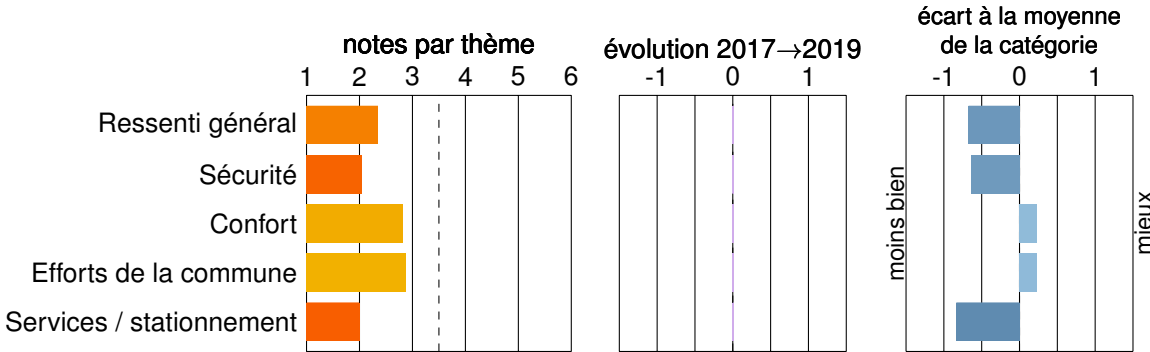 notes par thème
évolution 2017→2019
écart à la moyenne
de la catégorie
1 2 3 4 5 6
-1 0 1
-1 0 1
Ressenti général
Sécurité
Confort
Efforts de la commune
Services / stationnement
moins bien
mieux